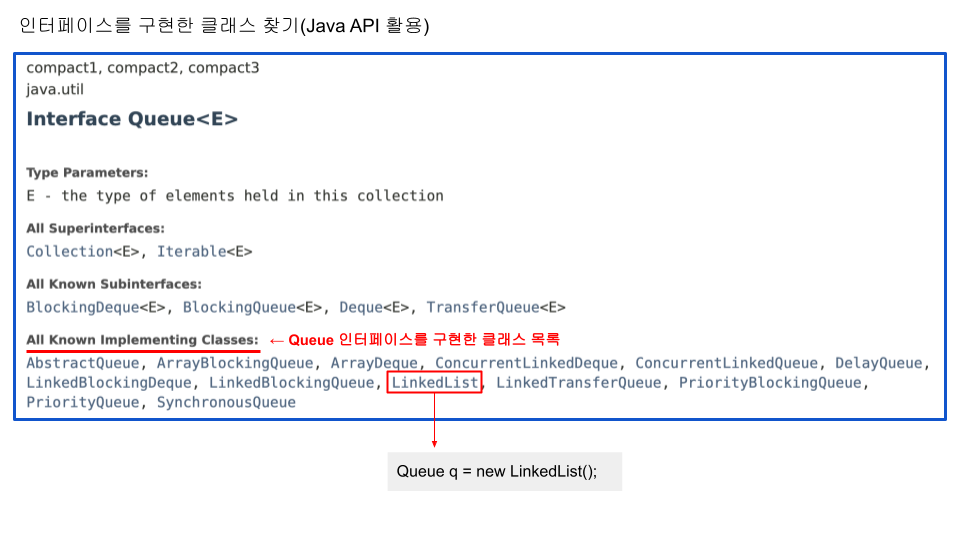 인터페이스를 구현한 클래스 찾기(Java API 활용)
compact1, compact2, compact3
java.util
Interface Queue<E>
Type Parameters:
E - the type of elements held in this collection
All Superinterfaces:
Collection<E>, Iterable<E>
All Known Subinterfaces:
BlockingDeque<E>, BlockingQueue<E>, Deque<E>, TransferQueue<E>
All Known Implementing Classes: ← Queue 인터페이스를 구현한 클래스 목록
AbstractQueue, ArrayBlockingQueue, ArrayDeque, ConcurrentLinkedDeque, ConcurrentLinkedQueue, DelayQueue,
LinkedBlockingDeque, LinkedBlockingQueue, LinkedList, LinkedTransferQueue, PriorityBlockingQueue,
PriorityQueue, SynchronousQueue
Queue q = new LinkedList();